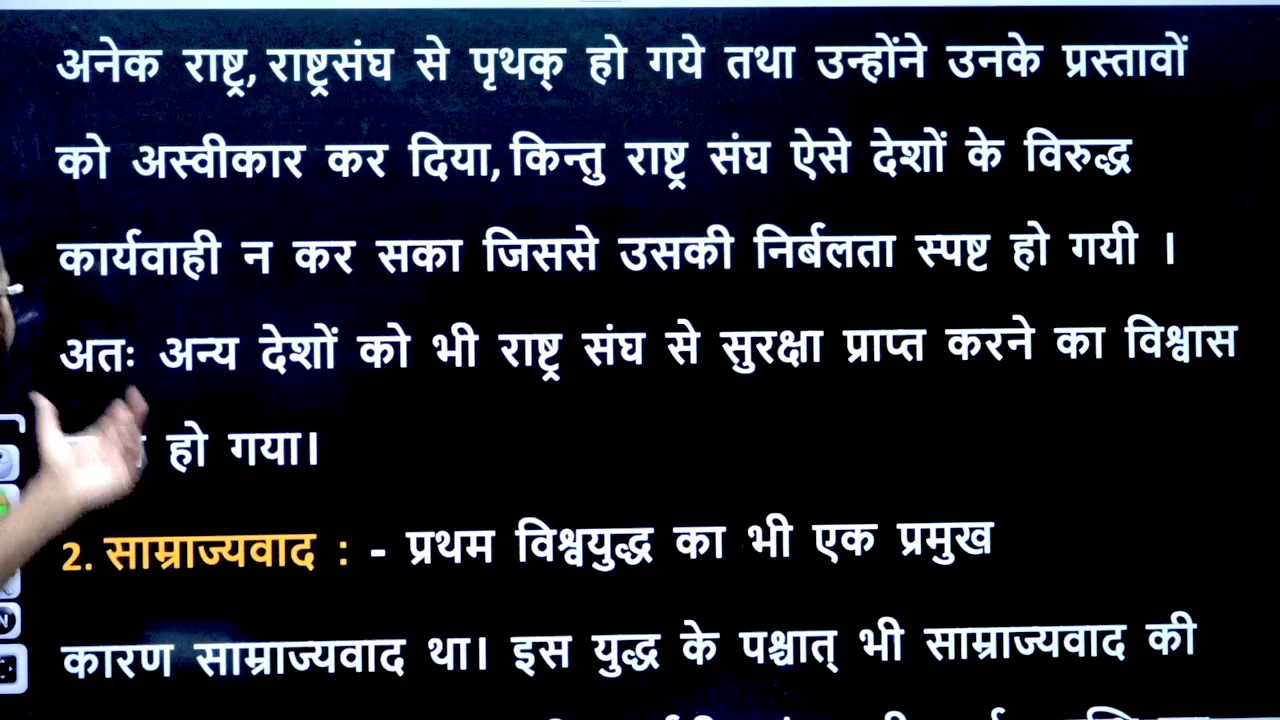 अनेक राष्ट्र, राष्ट्रसंघ से पृथक् हो गये तथा उन्होंने उनके प्रस्तावों
को अस्वीकार कर दिया, किन्तु राष्ट्र संघ ऐसे देशों के विरुद्ध
कार्यवाही न कर सका जिससे उसकी निर्बलता स्पष्ट हो गयी ।
अतः अन्य देशों को भी राष्ट्र संघ से सुरक्षा प्राप्त करने का विश्वास
हो गया।
2. साम्राज्यवाद : - प्रथम विश्वयुद्ध का भी एक प्रमुख
कारण साम्राज्यवाद था। इस युद्ध के पश्चात् भी साम्राज्यवाद की